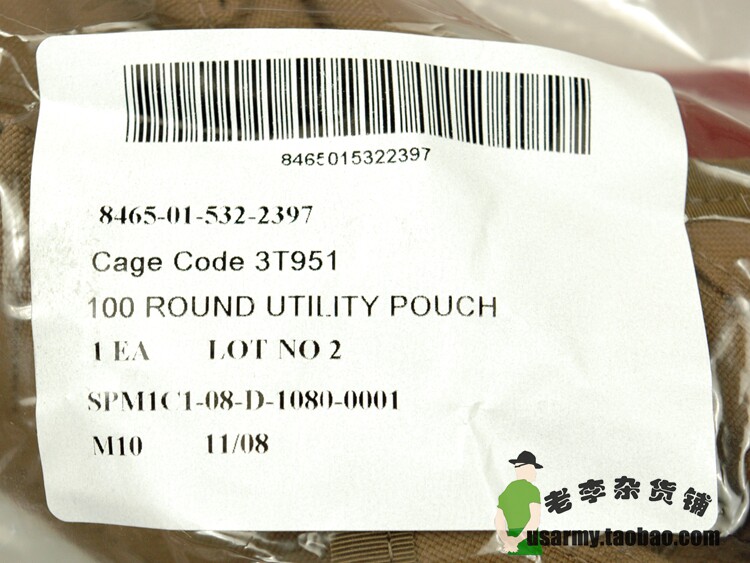 8465015322397
8465-01-532-2397
Cage Code 3T951
100 ROUND UTILITY POUCH
1 EA LOT NO 2
SPM1C1-08-D-1080-0001
M10 11/08
老李杂货铺
usarmy.taobao.com